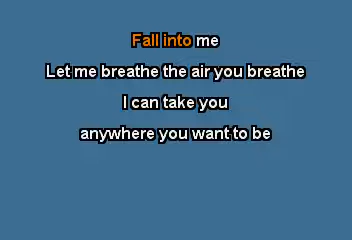 Fall into me
Let me breathe the air you breathe
I can take you
anywhere you want to be